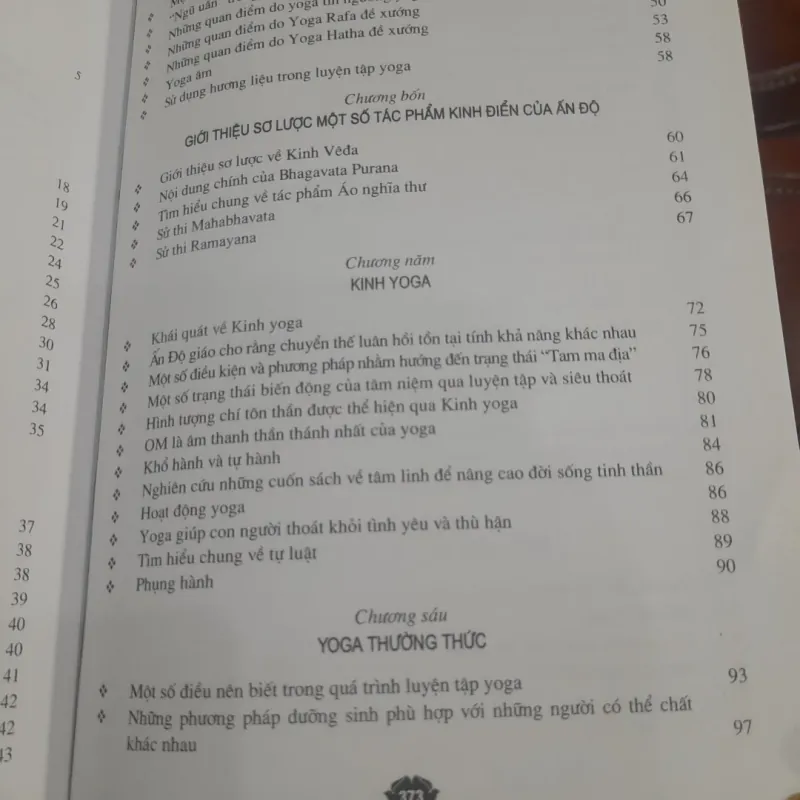 "Ngũ uẩn"
Những quan điểm do yoga tín
Những quan điểm do Yoga Rafa đề xướng 50
Những quan điểm do Yoga Hatha đề xướng 53
Yoga âm 58
Sử dụng hương liệu trong luyện tập yoga 58
Chương bốn
GIỚI THIỆU SƠ LƯỢC MỘT SỐ TÁC PHẨM KINH ĐIỂN CỦA ẤN ĐỘ
❖ Giới thiệu sơ lược về Kinh Vêđa 60
❖ Nội dung chính của Bhagavata Purana 61
❖ Tìm hiểu chung về tác phẩm Áo nghĩa thư 64
❖ Sử thi Mahabhavata 66
❖ Sử thi Ramayana 67
Chương năm
KINH YOGA
❖ Khái quát về Kinh yoga 72
❖ Ấn Độ giáo cho rằng chuyển thế luân hồi tồn tại tính khả năng khác nhau 75
❖ Một số điều kiện và phương pháp nhằm hướng đến trạng thái "Tam ma địa" 76
❖ Một số trạng thái biến động của tâm niệm qua luyện tập và siêu thoát 78
❖ Hình tượng chí tôn thần được thể hiện qua Kinh yoga 80
❖ OM là âm thanh thần thánh nhất của yoga 81
❖ Khổ hành và tự hành 84
❖ Nghiên cứu những cuốn sách về tâm linh để nâng cao đời sống tinh thần 86
❖ Hoạt động yoga 86
❖ Yoga giúp con người thoát khỏi tình yêu và thù hận 88
❖ Tìm hiểu chung về tự luật 89
❖ Phụng hành 90
Chương sáu
YOGA THƯỜNG THỨC
❖ Một số điều nên biết trong quá trình luyện tập yoga 93
❖ Những phương pháp dưỡng sinh phù hợp với những người có thể chất
khác nhau 97
373
5
18
19
21
22
24
25
26
28
30
31
34
34
35
37
38
38
39
40
40
41
42
42
43